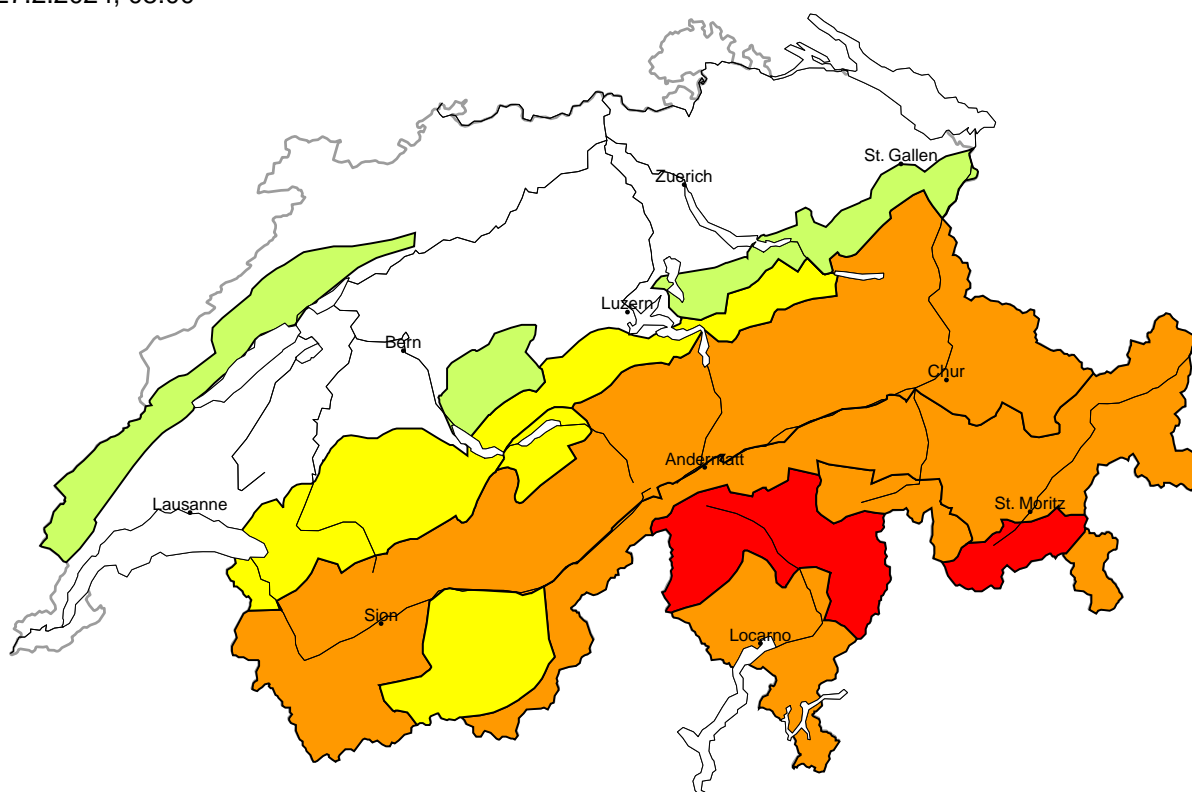 St. Gallen
Zuerich
Luzern
Bern
Chur
Andermatt
Lausanne
St. Moritz
Sion
Locarno